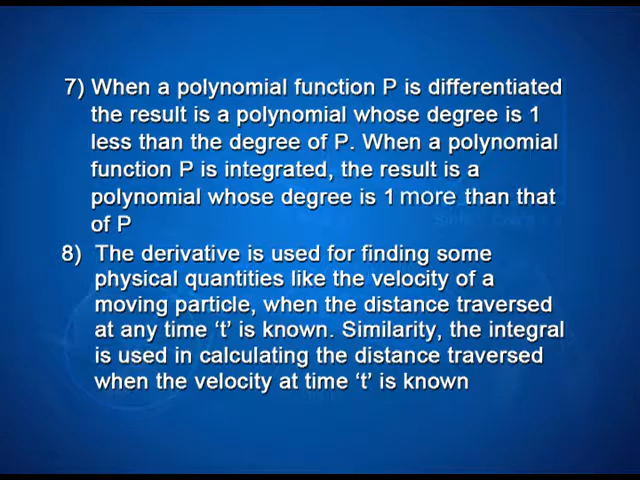 7) When a polynomial function P is differentiated
the result is a polynomial whose degree is 1
less than the degree of P. When a polynomial
function P is integrated, the result is a
polynomial whose degree is 1 more than that
of P
8) The derivative is used for finding some
physical quantities like the velocity of a
moving particle, when the distance traversed
at any time ‘t’ is known. Similarity, the integral
is used in calculating the distance traversed
when the velocity at time ‘t’ is known